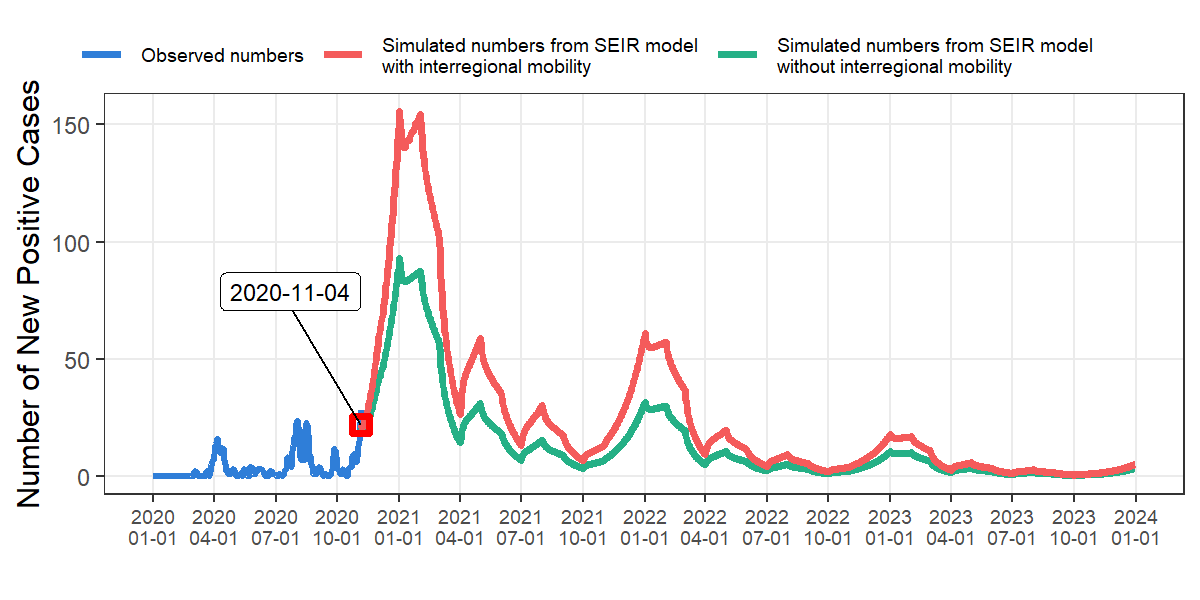 Observed numbers
Simulated numbers from SEIR model
with interregional mobility
Simulated numbers from SEIR model
without interregional mobility
Number of New Positive Cases
150
100
50
0
2020-11-04
2020 2020 2020 2020 2021 2021 2021 2021 2022 2022 2022 2022 2023 2023 2023 2023 2024
01-01 04-01 07-01 10-01 01-01 04-01 07-01 10-01 01-01 04-01 07-01 10-01 01-01 04-01 07-01 10-01 01-01